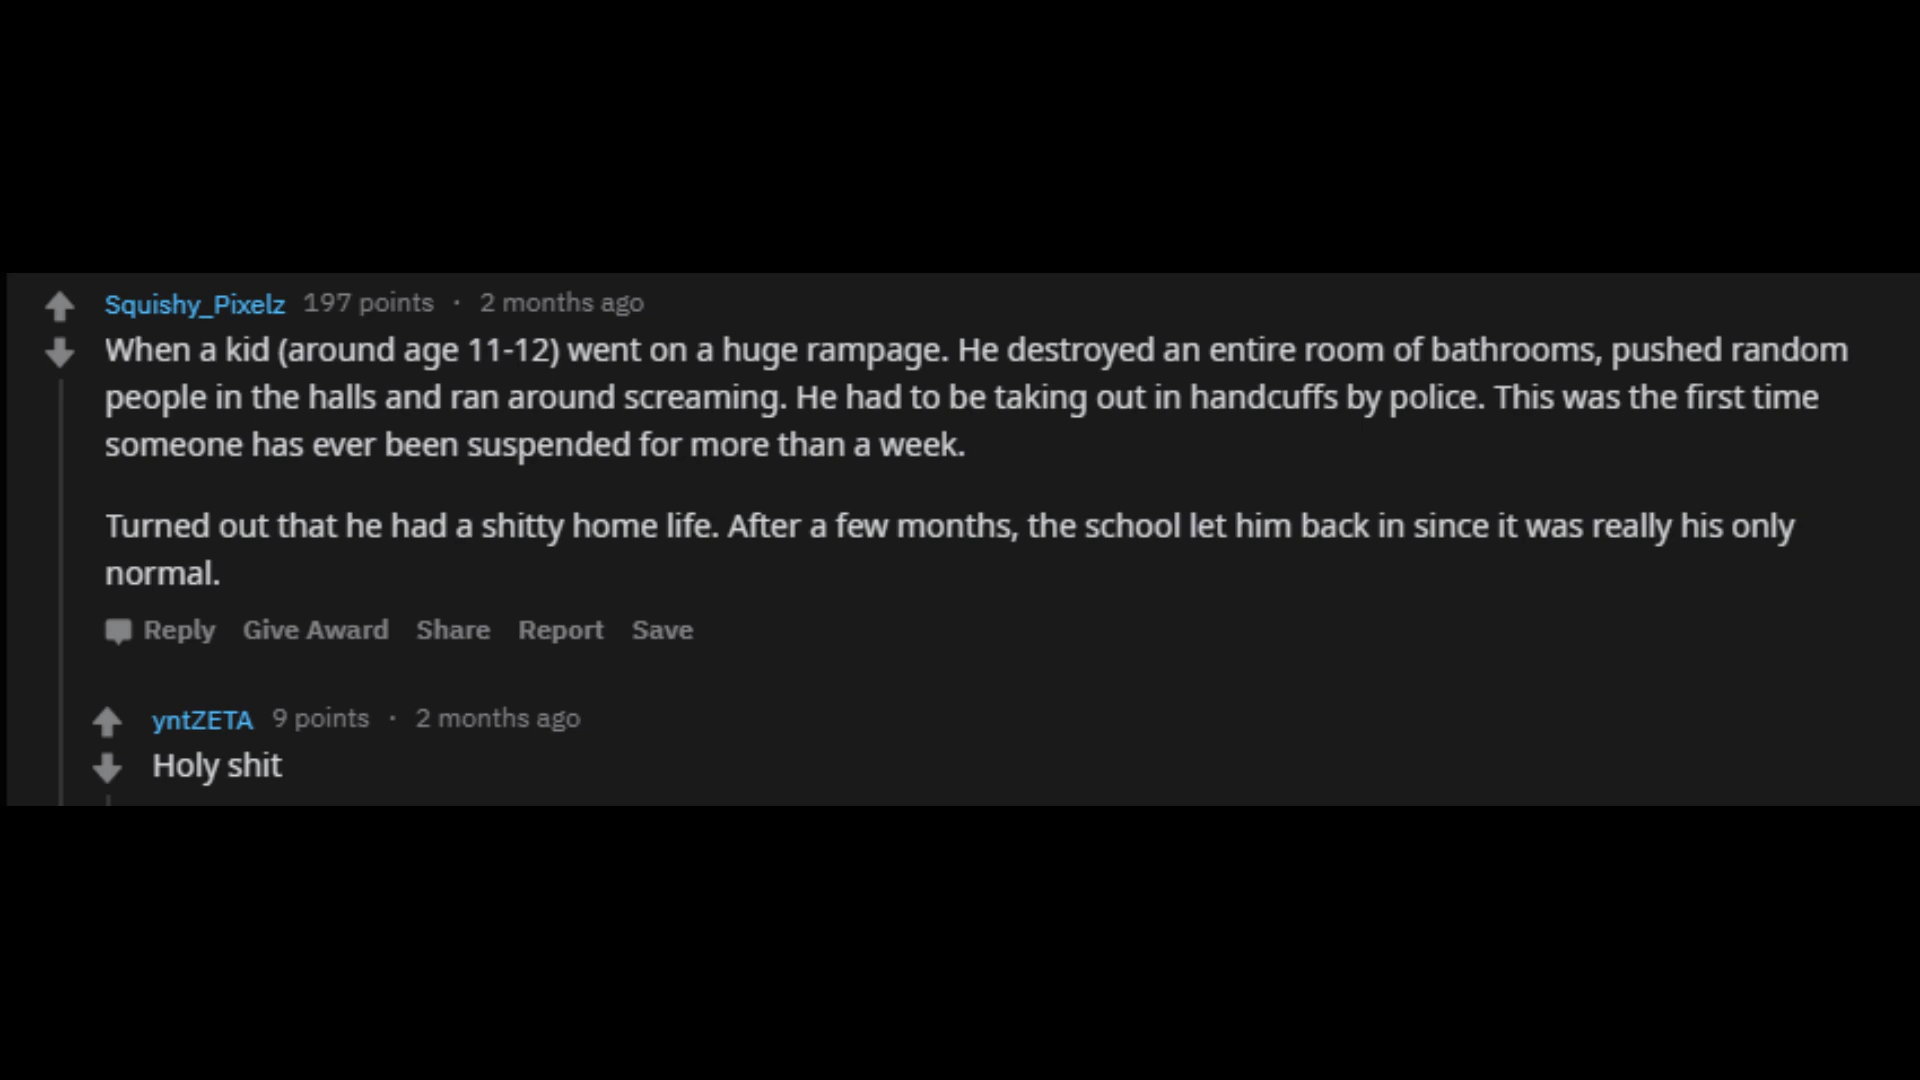 Squishy_Pixelz 197 points · 2 months ago
When a kid (around age 11-12) went on a huge rampage. He destroyed an entire room of bathrooms, pushed random
people in the halls and ran around screaming. He had to be taking out in handcuffs by police. This was the first time
someone has ever been suspended for more than a week.
Turned out that he had a shitty home life. After a few months, the school let him back in since it was really his only
normal.
Reply Give Award Share Report Save
yntZETA 9 points · 2 months ago
Holy shit